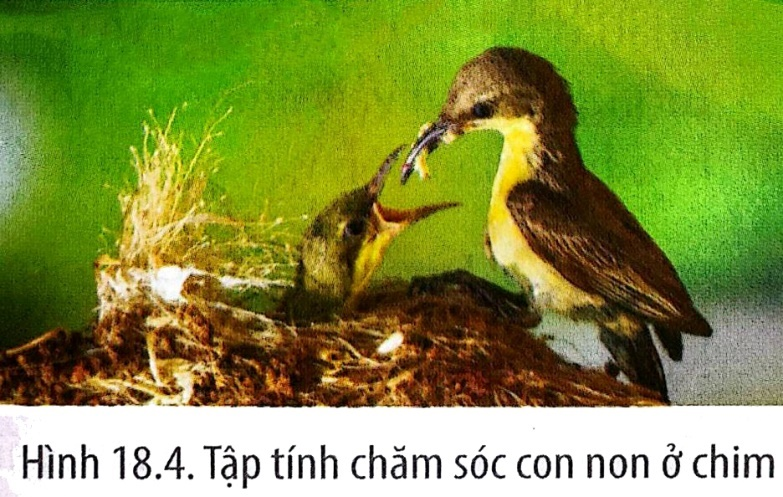 Hình 18.4. Tập tính chăm sóc con non ở chim